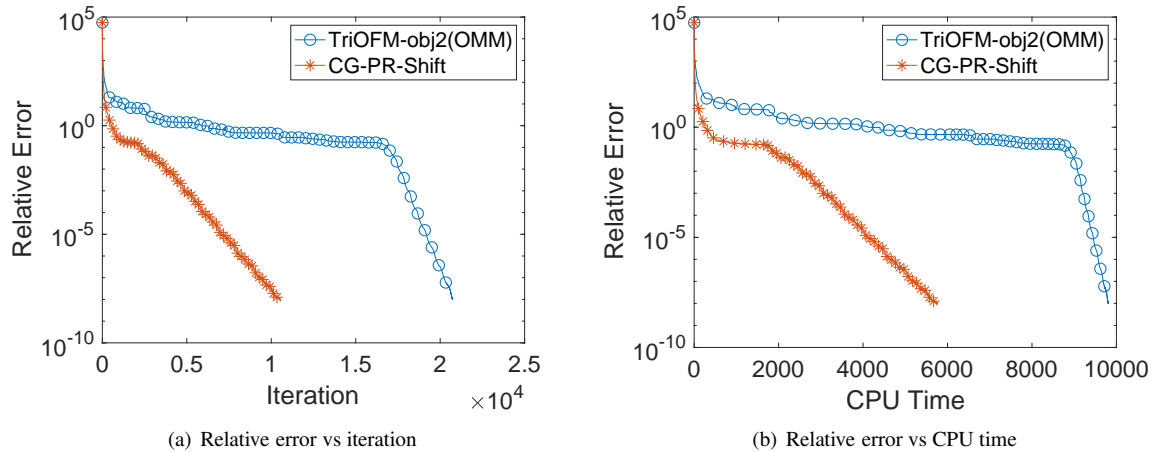 10^5
10^0
10^-5
10^-10
Relative Error
TriOFM-obj2(OMM)
CG-PR-Shift
0 0.5 1 1.5 2 2.5
Iteration
×10^4
(a) Relative error vs iteration
10^5
10^0
10^-5
10^-10
Relative Error
TriOFM-obj2(OMM)
CG-PR-Shift
0 2000 4000 6000 8000 10000
CPU Time
(b) Relative error vs CPU time